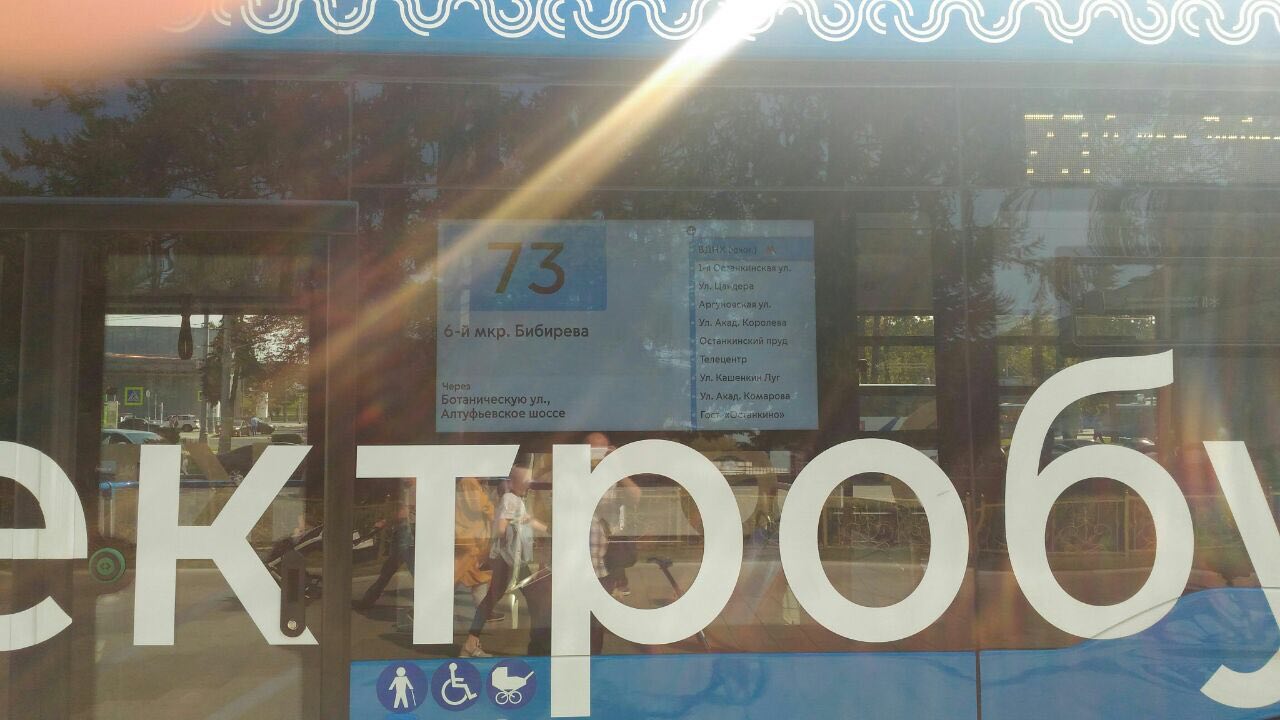 73
6-й мкр. Бибирева
Через
Ботаническую ул.,
Алтуфьевское шоссе
ВДНХ
1-я Останкинская ул.
Ул. Цандера
Аргуновская ул.
Ул. Акад. Королева
Останкинский пруд
Телецентр
Ул. Кашенкин Луг
Ул. Акад. Комарова
Гост. «Останкино»
ектробу